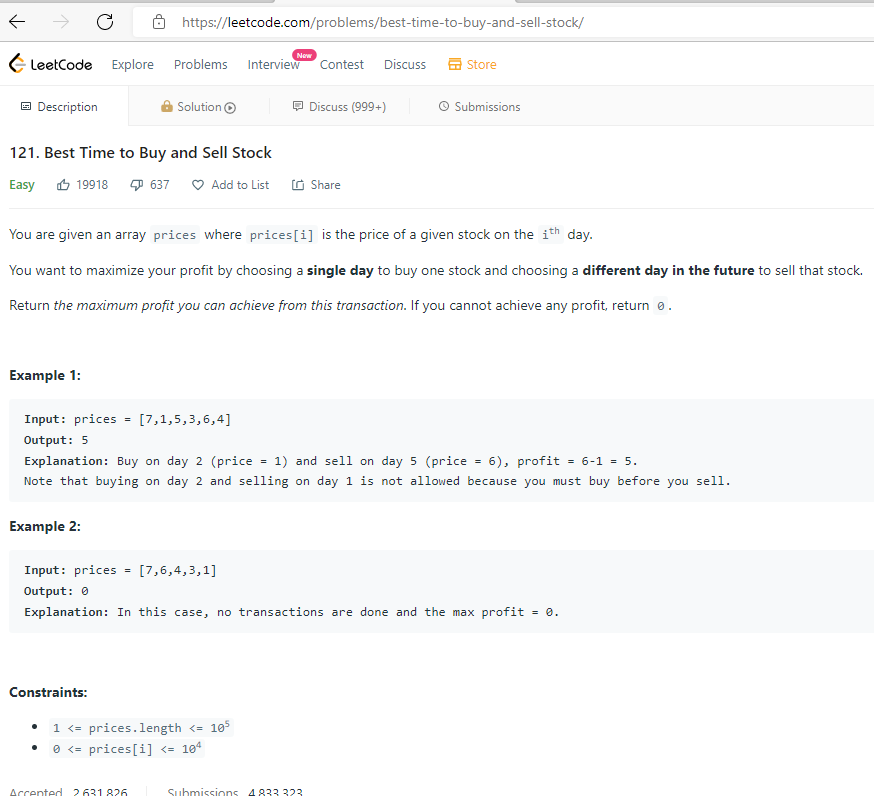 https://leetcode.com/problems/best-time-to-buy-and-sell-stock/
LeetCode Explore Problems Interview New Contest Discuss Store
Description Solution Discuss (999+) Submissions
121. Best Time to Buy and Sell Stock
Easy 19918 637 Add to List Share
You are given an array prices where prices[i] is the price of a given stock on the ith day.
You want to maximize your profit by choosing a single day to buy one stock and choosing a different day in the future to sell that stock.
Return the maximum profit you can achieve from this transaction. If you cannot achieve any profit, return 0.
Example 1:
Input: prices = [7,1,5,3,6,4]
Output: 5
Explanation: Buy on day 2 (price = 1) and sell on day 5 (price = 6), profit = 6-1 = 5.
Note that buying on day 2 and selling on day 1 is not allowed because you must buy before you sell.
Example 2:
Input: prices = [7,6,4,3,1]
Output: 0
Explanation: In this case, no transactions are done and the max profit = 0.
Constraints:
• 1 <= prices.length <= 10⁵
• 0 <= prices[i] <= 10⁴
Accepted 2,631,826 Submissions 4,833,323